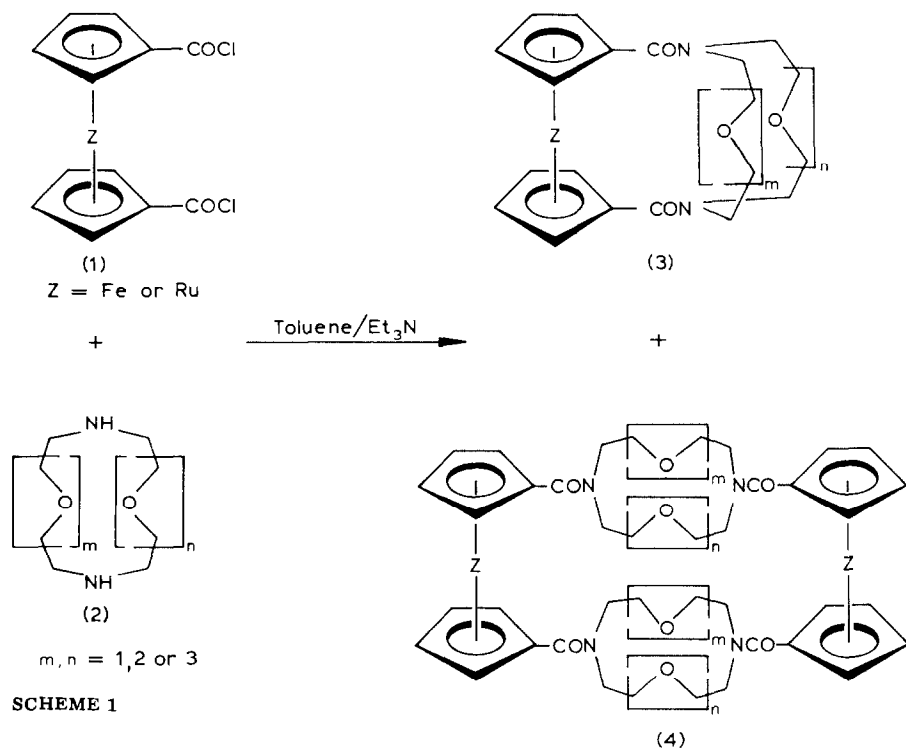 COCl
Z
COCl
(1)
Z = Fe or Ru
+
NH
O
O
m
n
NH
(2)
m, n = 1, 2 or 3
SCHEME 1
Toluene/Et₃N
CON
O
O
m
n
Z
CON
(3)
+
O
m
CON
NCO
O
n
Z
Z
O
m
CON
NCO
O
n
(4)